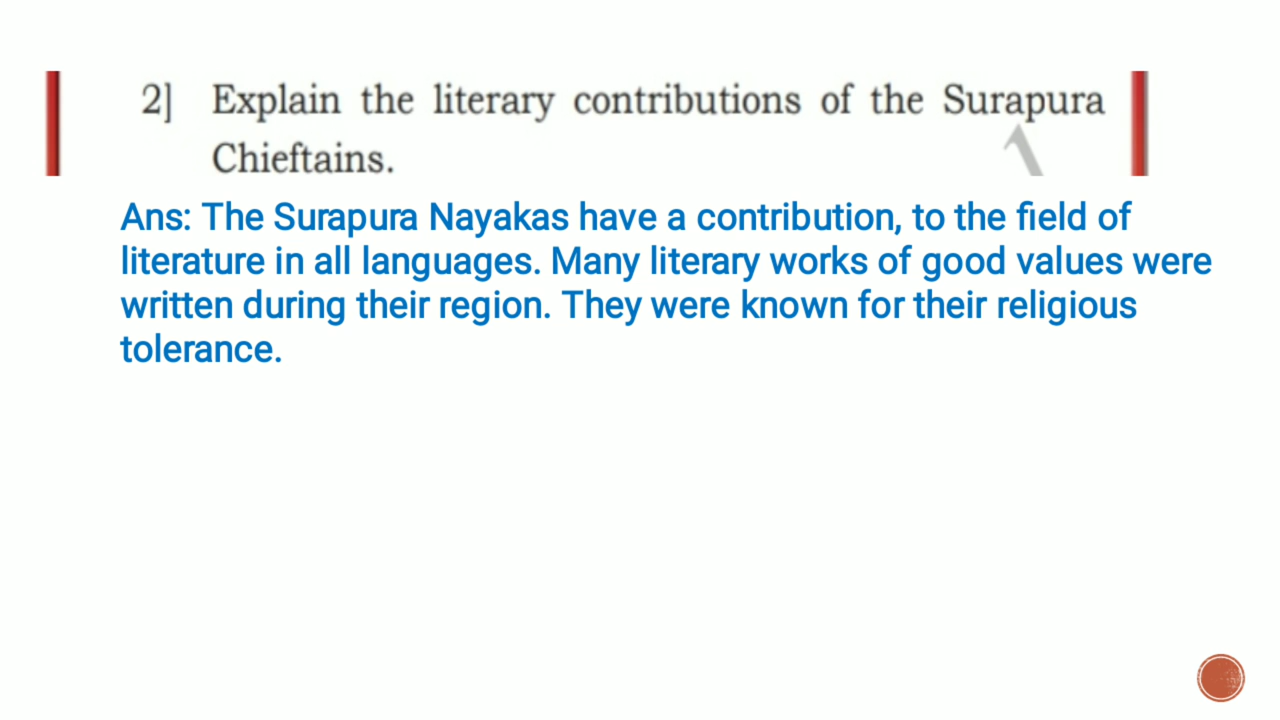 2] Explain the literary contributions of the Surapura
Chieftains.
Ans: The Surapura Nayakas have a contribution, to the field of
literature in all languages. Many literary works of good values were
written during their region. They were known for their religious
tolerance.